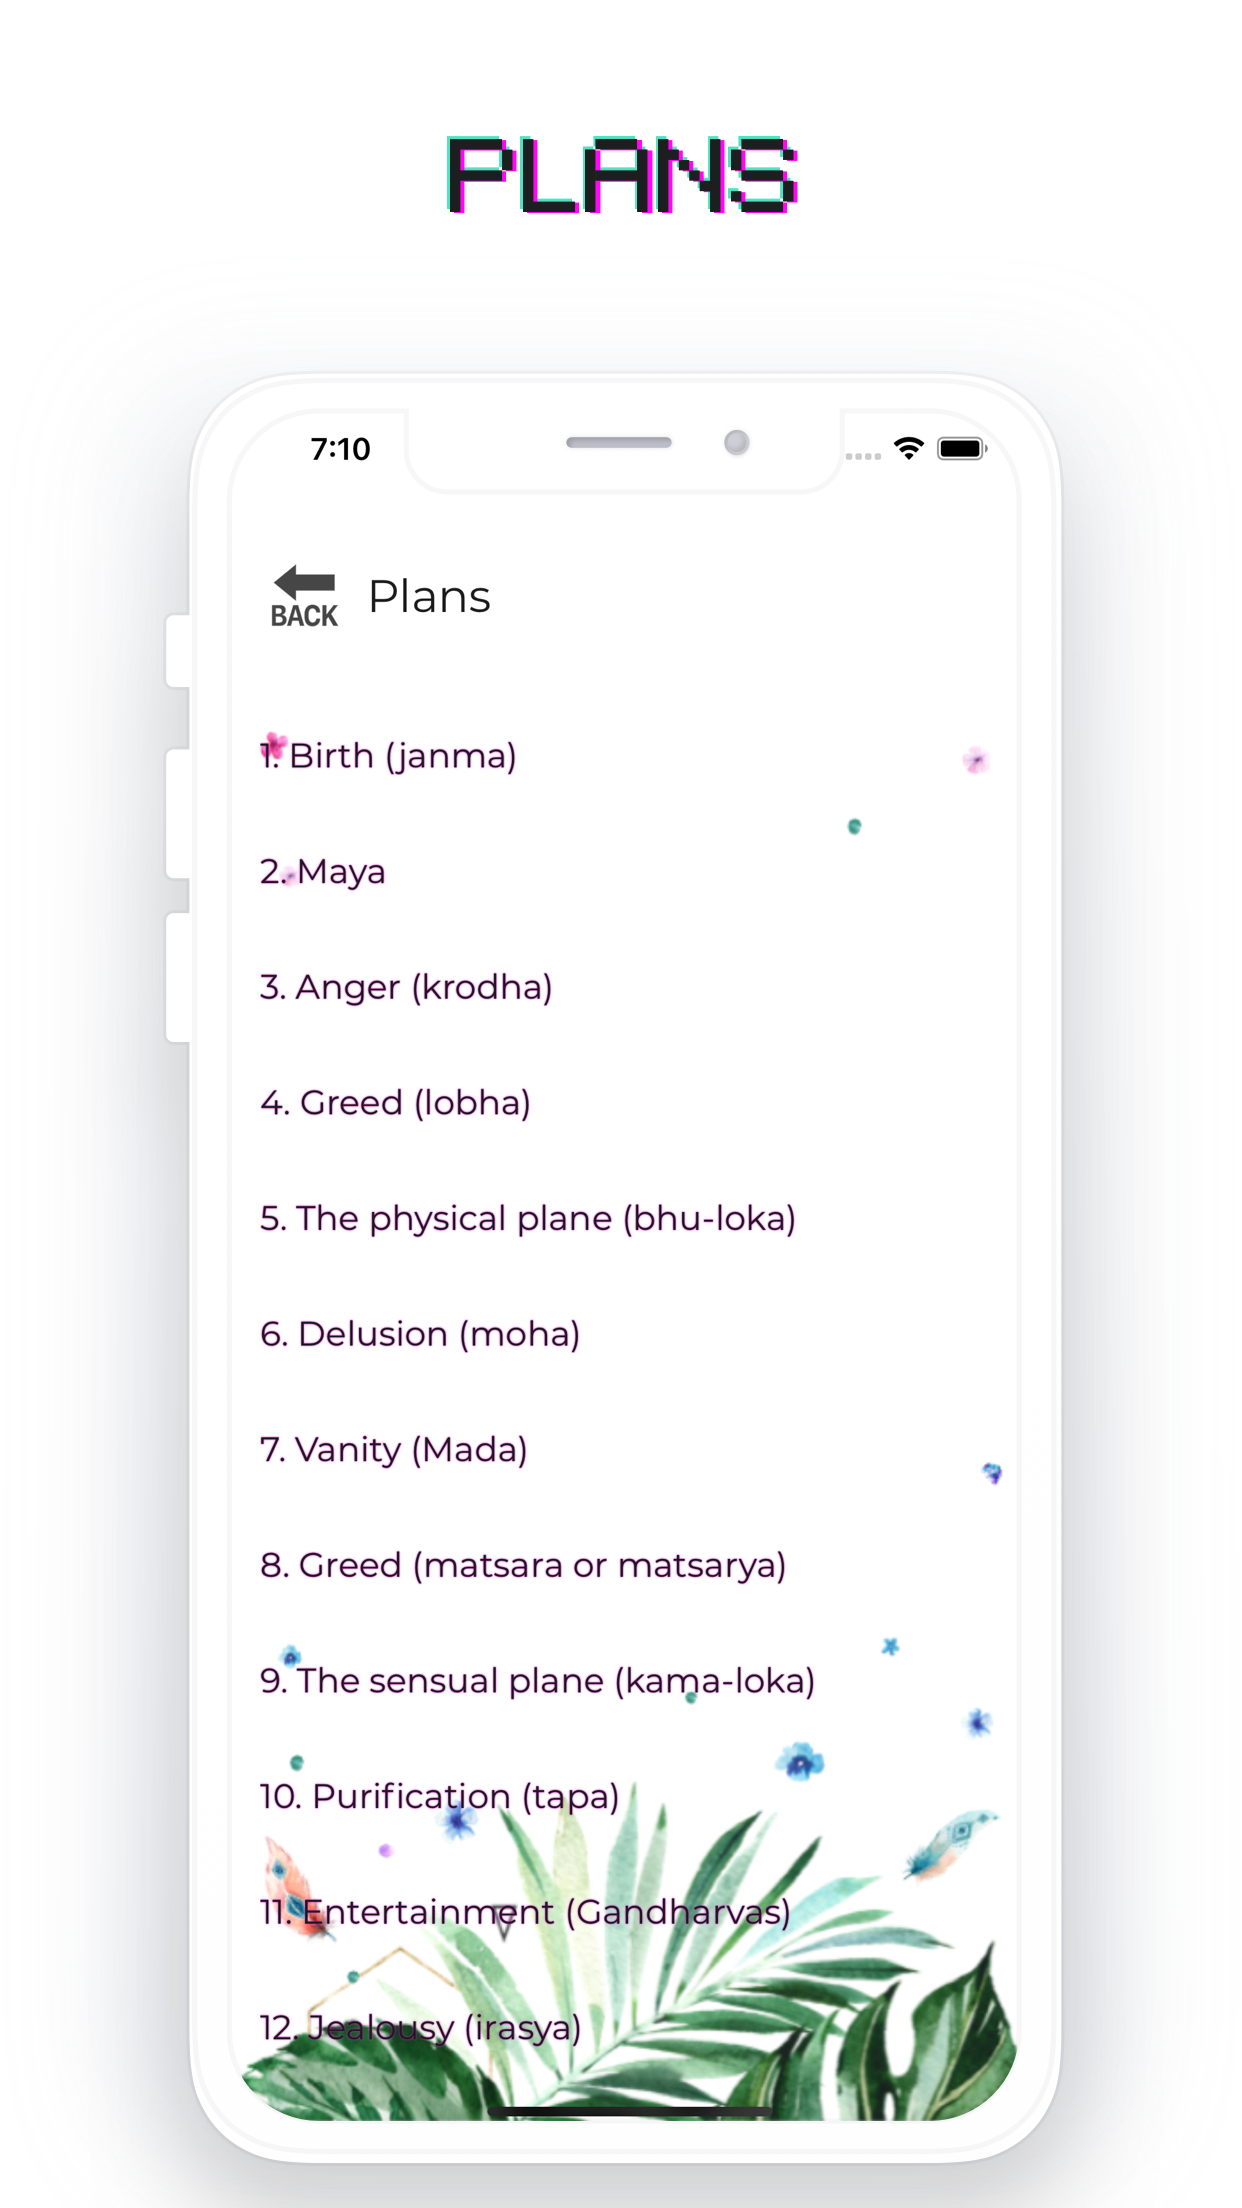 PLANS
7:10
BACK
Plans
1. Birth (janma)
2. Maya
3. Anger (krodha)
4. Greed (lobha)
5. The physical plane (bhu-loka)
6. Delusion (moha)
7. Vanity (Mada)
8. Greed (matsara or matsarya)
9. The sensual plane (kama-loka)
10. Purification (tapa)
11. Entertainment (Gandharvas)
12. Jealousy (irasya)